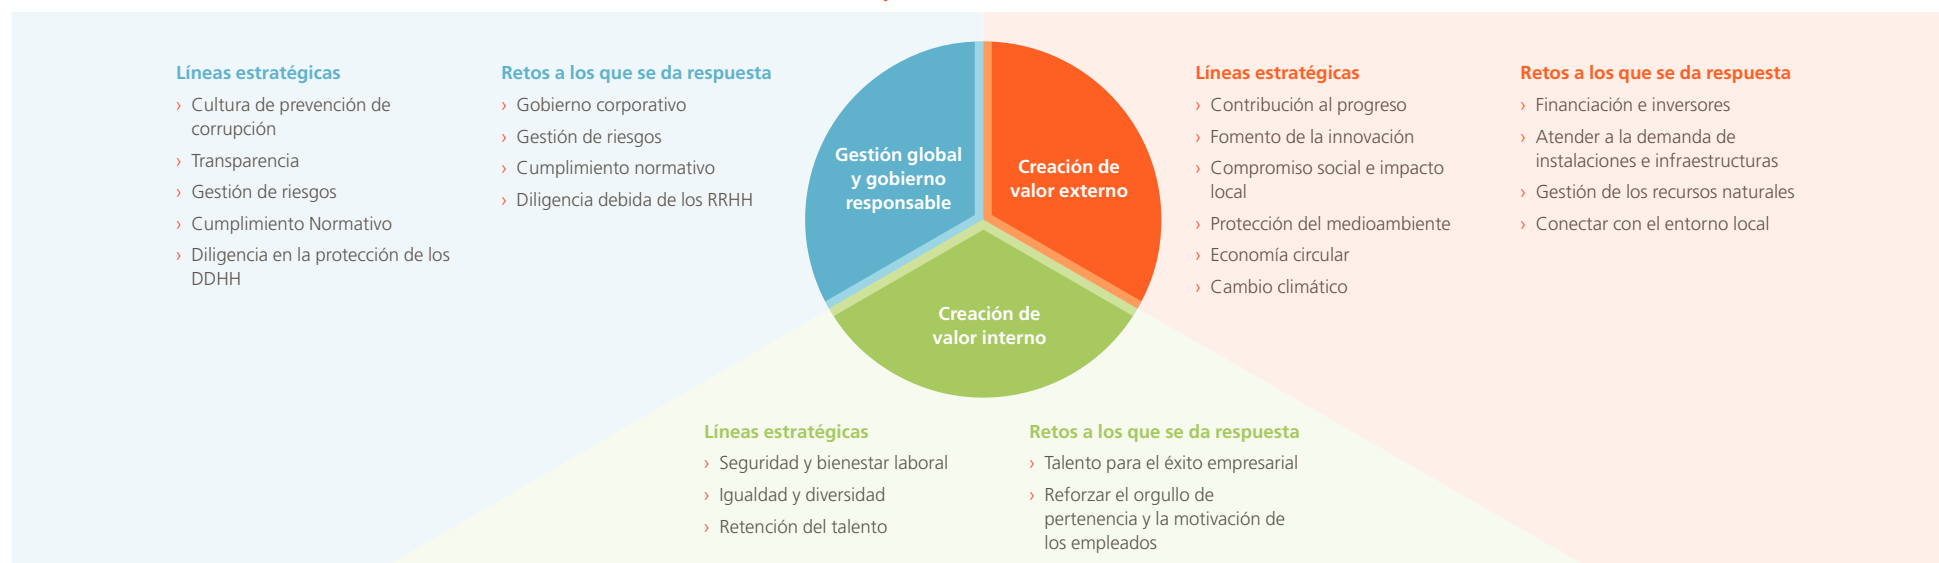 Líneas estratégicas
› Cultura de prevención de
corrupción
› Transparencia
› Gestión de riesgos
› Cumplimiento Normativo
› Diligencia en la protección de los
DDHH
Retos a los que se da respuesta
› Gobierno corporativo
› Gestión de riesgos
› Cumplimiento normativo
› Diligencia debida de los RRHH
Gestión global
y gobierno
responsable
Creación de
valor externo
Creación de
valor interno
Líneas estratégicas
› Contribución al progreso
› Fomento de la innovación
› Compromiso social e impacto
local
› Protección del medioambiente
› Economía circular
› Cambio climático
Retos a los que se da respuesta
› Financiación e inversores
› Atender a la demanda de
instalaciones e infraestructuras
› Gestión de los recursos naturales
› Conectar con el entorno local
Líneas estratégicas
› Seguridad y bienestar laboral
› Igualdad y diversidad
› Retención del talento
Retos a los que se da respuesta
› Talento para el éxito empresarial
› Reforzar el orgullo de
pertenencia y la motivación de
los empleados